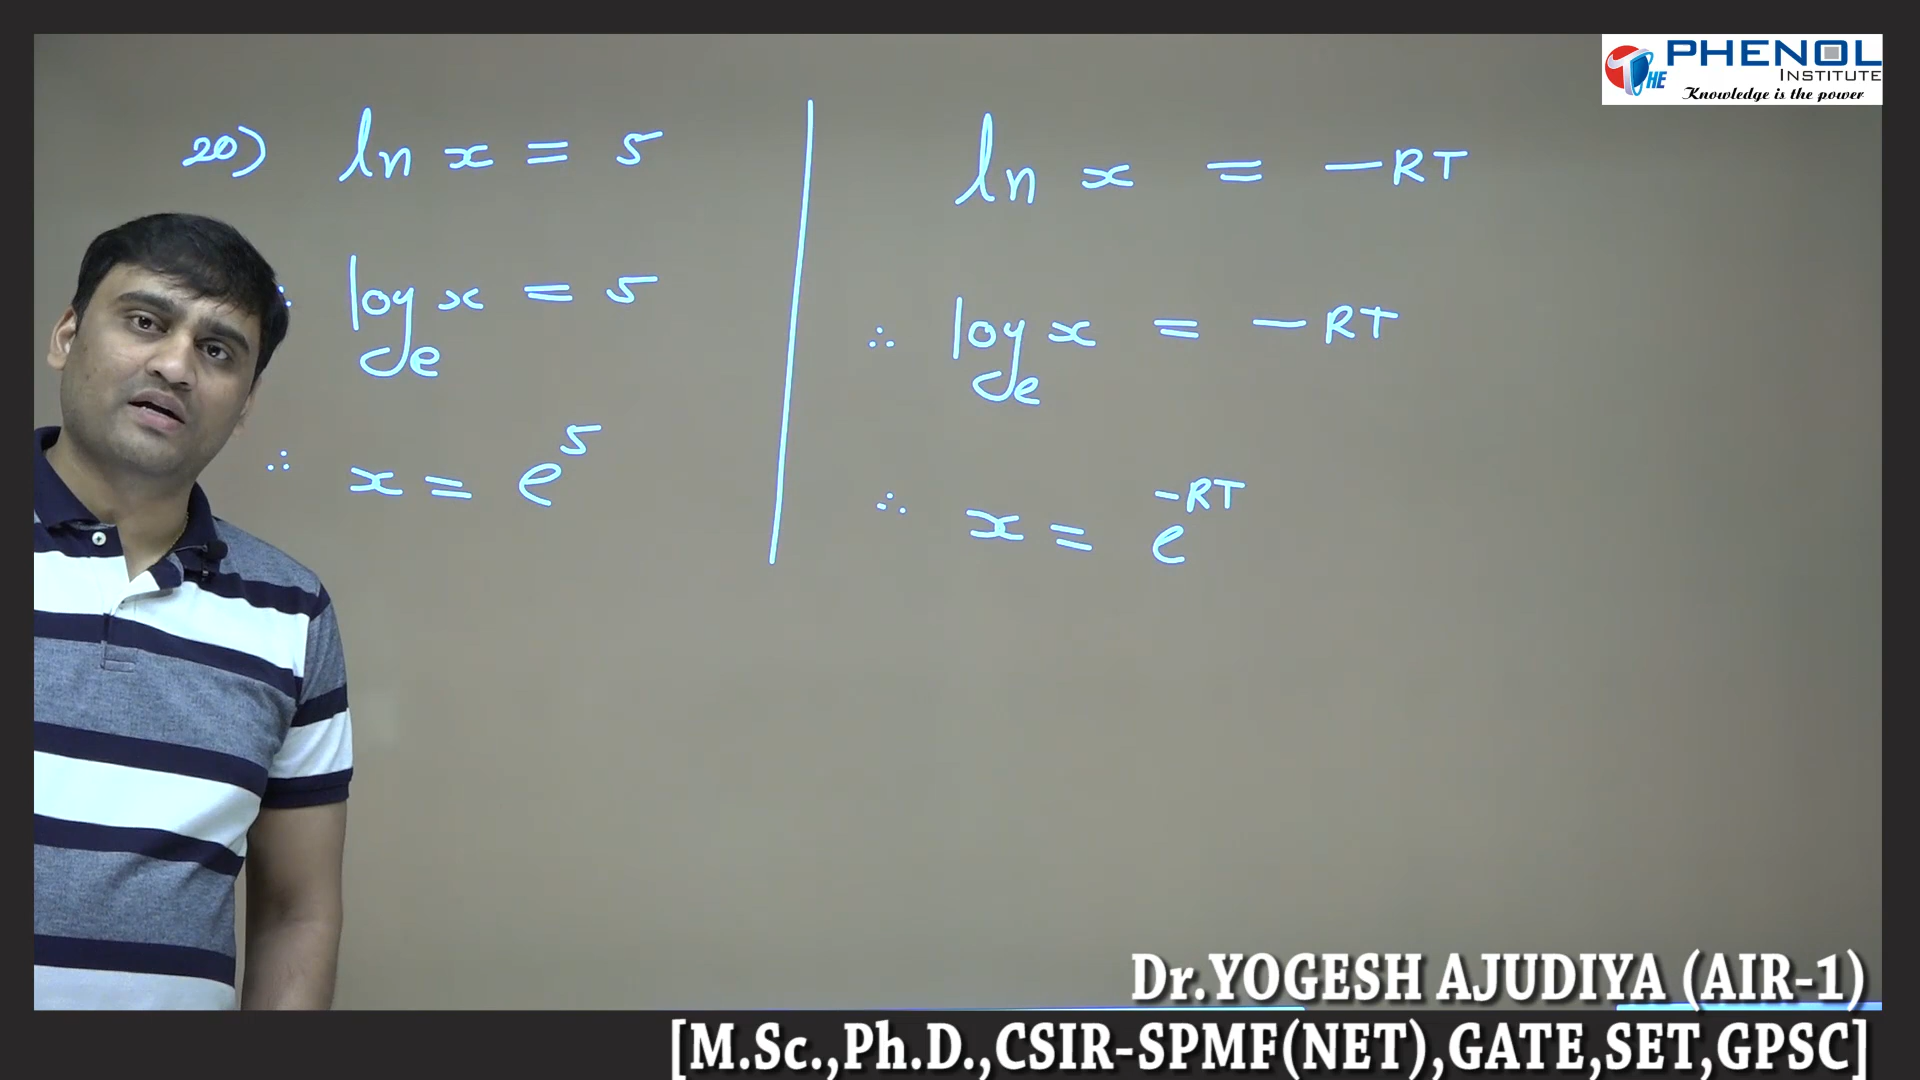 THE PHENOL
INSTITUTE
Knowledge is the power
20) ln x = 5
log_e x = 5
∴ x = e^5
ln x = -RT
∴ log_e x = -RT
∴ x = e^-RT
Dr.YOGESH AJUDIYA (AIR-1)
[M.Sc.,Ph.D.,CSIR-SPMF(NET),GATE,SET,GPSC]